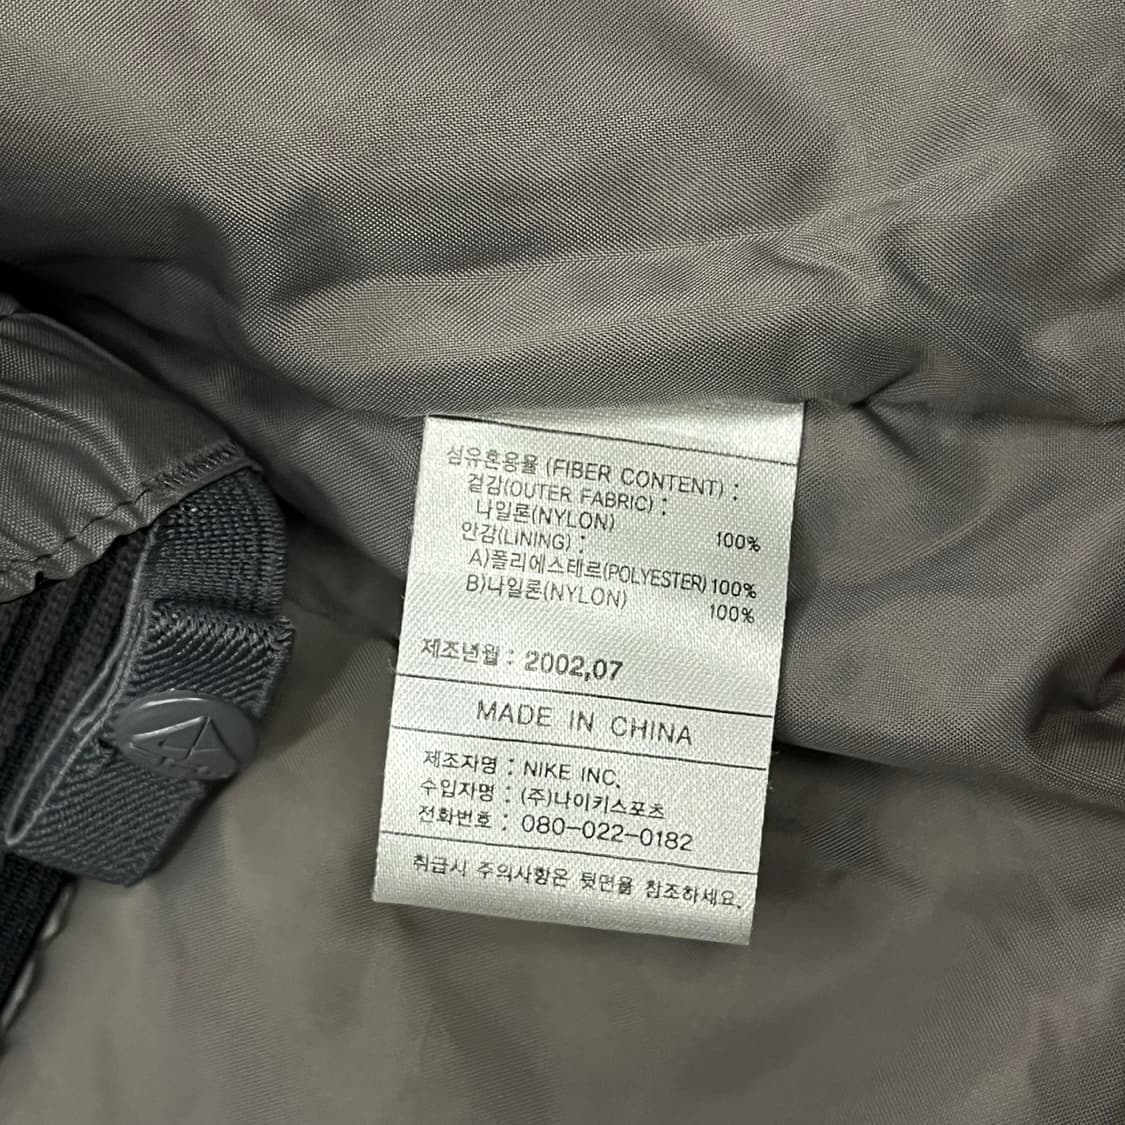 섬유혼용율 (FIBER CONTENT) :
겉감(OUTER FABRIC) :
나일론(NYLON) 100%
안감(LINING) :
A)폴리에스테르(POLYESTER) 100%
B)나일론(NYLON) 100%
제조년월 : 2002,07
MADE IN CHINA
제조자명 : NIKE INC.
수입자명 : (주)나이키스포츠
전화번호 : 080-022-0182
취급시 주의사항은 뒷면을 참조하세요.